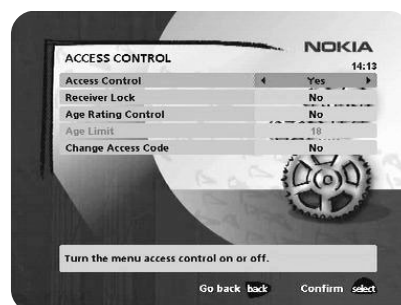 NOKIA
ACCESS CONTROL
14:13
Access Control Yes
Receiver Lock No
Age Rating Control No
Age Limit 18
Change Access Code No
Turn the menu access control on or off.
Go back back Confirm select